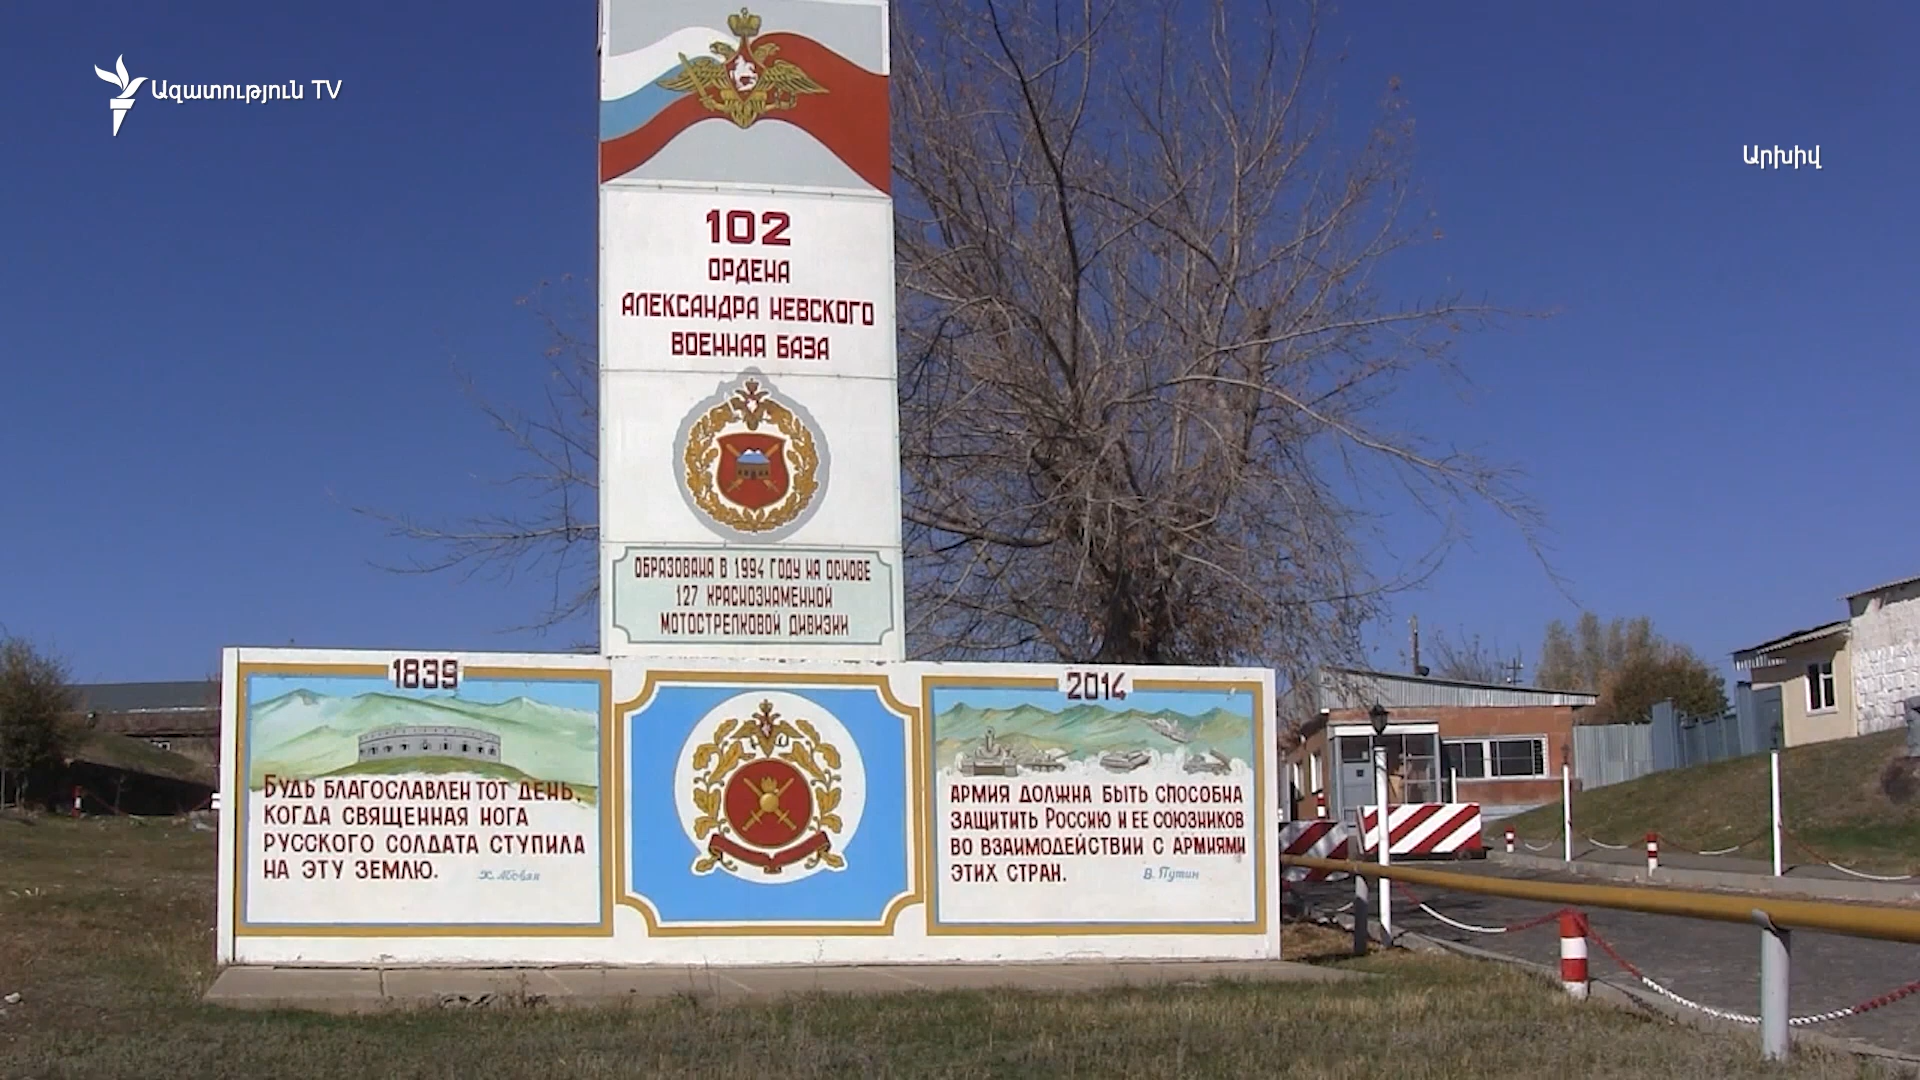 Ազատություն TV
Արխիվ
102
ОРДЕНА
АЛЕКСАНДРА НЕВСКОГО
ВОЕННАЯ БАЗА
ОБРАЗОВАНА В 1994 ГОДУ НА ОСНОВЕ
127 КРАСНОЗНАМЕННОЙ
МОТОСТРЕЛКОВОЙ ДИВИЗИИ
1839
БУДЬ БЛАГОСЛАВЛЕН ТОТ ДЕНЬ,
КОГДА СВЯЩЕННАЯ НОГА
РУССКОГО СОЛДАТА СТУПИЛА
НА ЭТУ ЗЕМЛЮ. Х. Абовян
2014
АРМИЯ ДОЛЖНА БЫТЬ СПОСОБНА
ЗАЩИТИТЬ РОССИЮ И ЕЕ СОЮЗНИКОВ
ВО ВЗАИМОДЕЙСТВИИ С АРМИЯМИ
ЭТИХ СТРАН. В. Путин